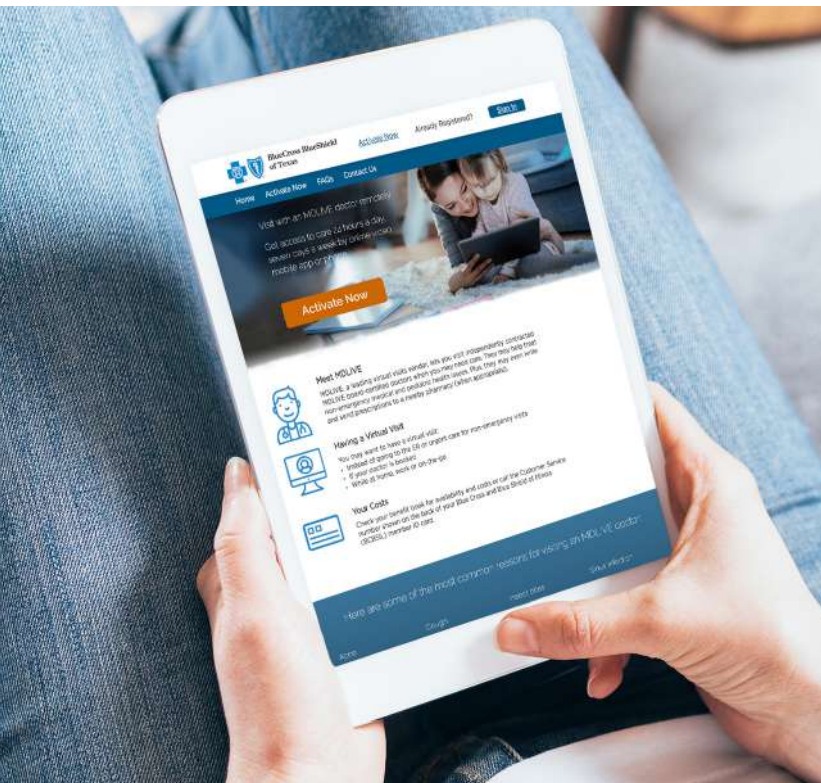 BlueCross BlueShield
of Texas
Activate Now
Already Registered?
Sign In
Home
Activate Now
FAQs
Contact Us
Visit with an MDLIVE doctor remotely
Get access to care 24 hours a day,
seven days a week by online video,
mobile app or phone.
Activate Now
Meet MDLIVE
MDLIVE, a leading virtual visits vendor, lets you visit independently contracted
MDLIVE board-certified doctors when you may need care. They may help treat
non-emergency medical and pediatric health issues. Plus, they may even write
and send prescriptions to a nearby pharmacy (when appropriate).
Having a Virtual Visit
You may want to have a virtual visit:
• Instead of going to the ER or urgent care for non-emergency visits
• If your doctor is booked
• While at home, work or on-the-go
Your Costs
Check your benefit book for availability and costs or call the Customer Service
number shown on the back of your Blue Cross and Blue Shield of Illinois
(BCBSIL) member ID card.
Here are some of the most common reasons for visiting an MDLIVE doctor:
Acne
Cough
Insect bites
Sinus infection